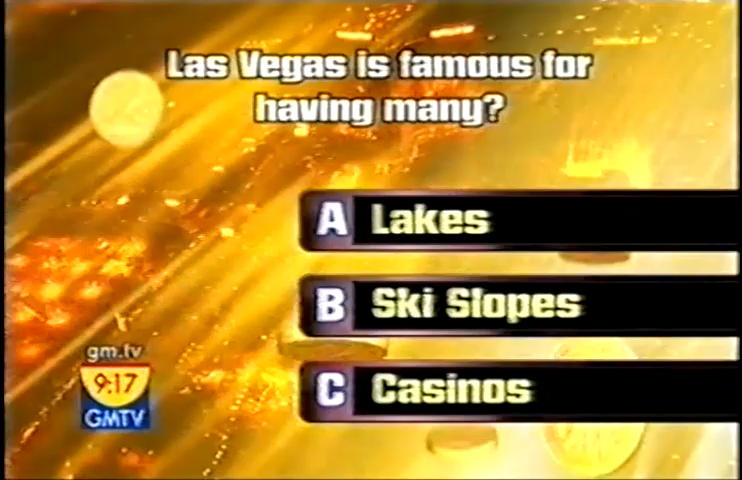 Las Vegas is famous for
having many?
A Lakes
B Ski Slopes
C Casinos
gm.tv
9:17
GMTV